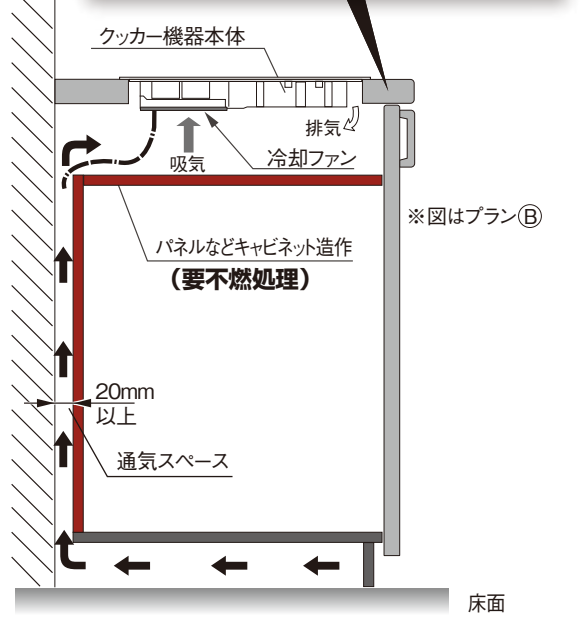 クッカー機器本体
排気
吸気
冷却ファン
※図はプランⒷ
パネルなどキャビネット造作
（要不燃処理）
20mm
以上
通気スペース
床面